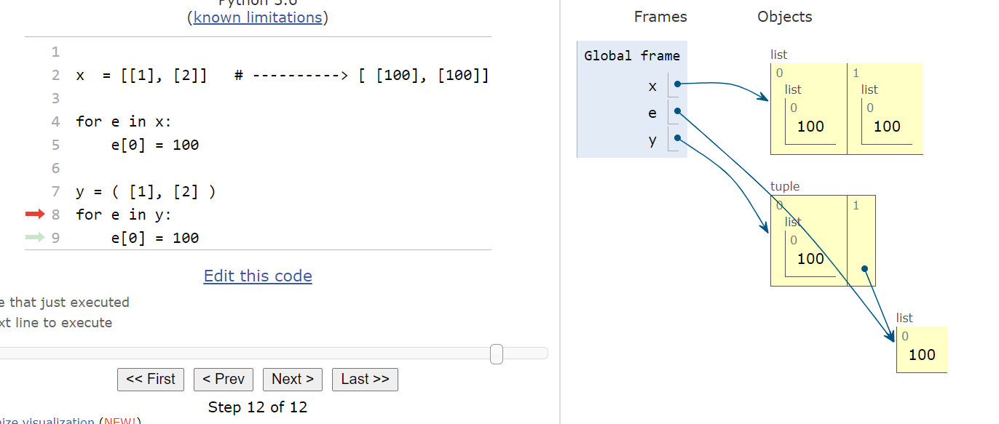 Python 3.6
(known limitations)
1
2 x  = [[1], [2]]   # ----------> [ [100], [100]]
3
4 for e in x:
5     e[0] = 100
6
7 y = ( [1], [2] )
8 for e in y:
9     e[0] = 100
Edit this code
e that just executed
xt line to execute
<< First < Prev Next > Last >>
Step 12 of 12
ize visualization (NEW!)
Frames Objects
Global frame
x
e
y
list
0 1
list list
0 0
100 100
tuple
0 1
list
0
100
list
0
100